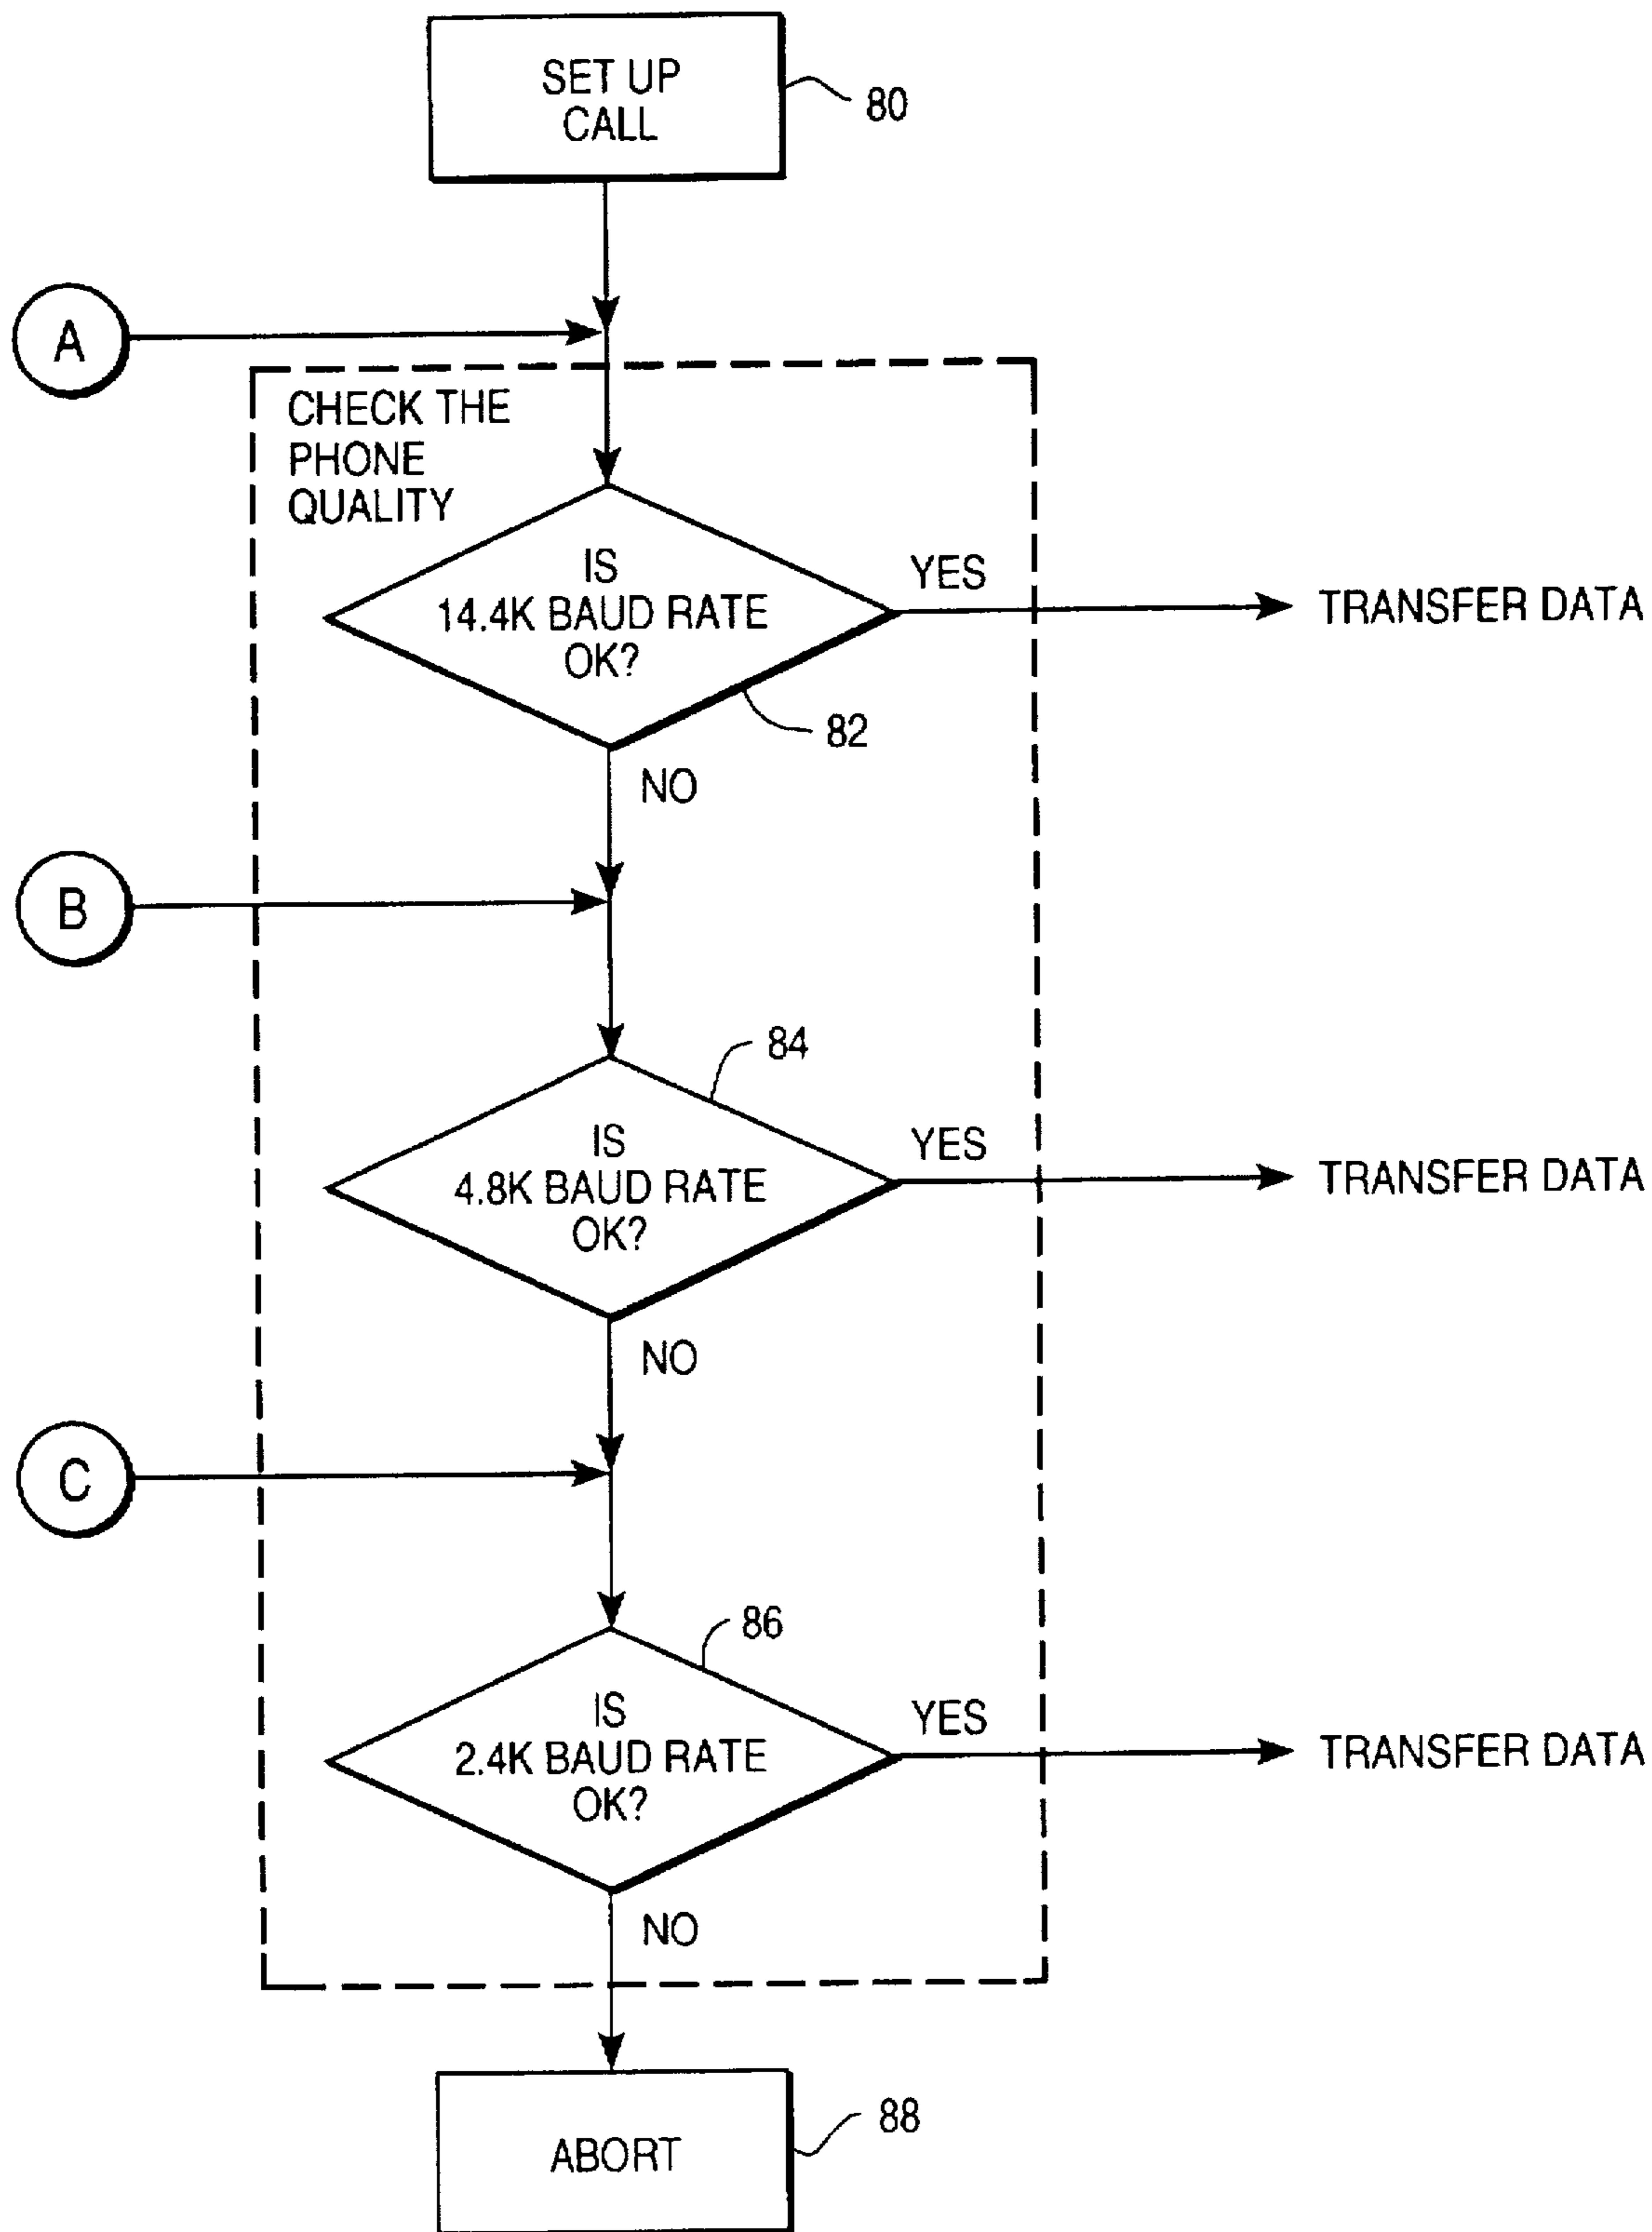 SET UP
CALL
80
A
CHECK THE
PHONE
QUALITY
IS
14.4K BAUD RATE
OK?
YES
TRANSFER DATA
82
NO
B
84
IS
4.8K BAUD RATE
OK?
YES
TRANSFER DATA
NO
C
86
IS
2.4K BAUD RATE
OK?
YES
TRANSFER DATA
NO
ABORT
88